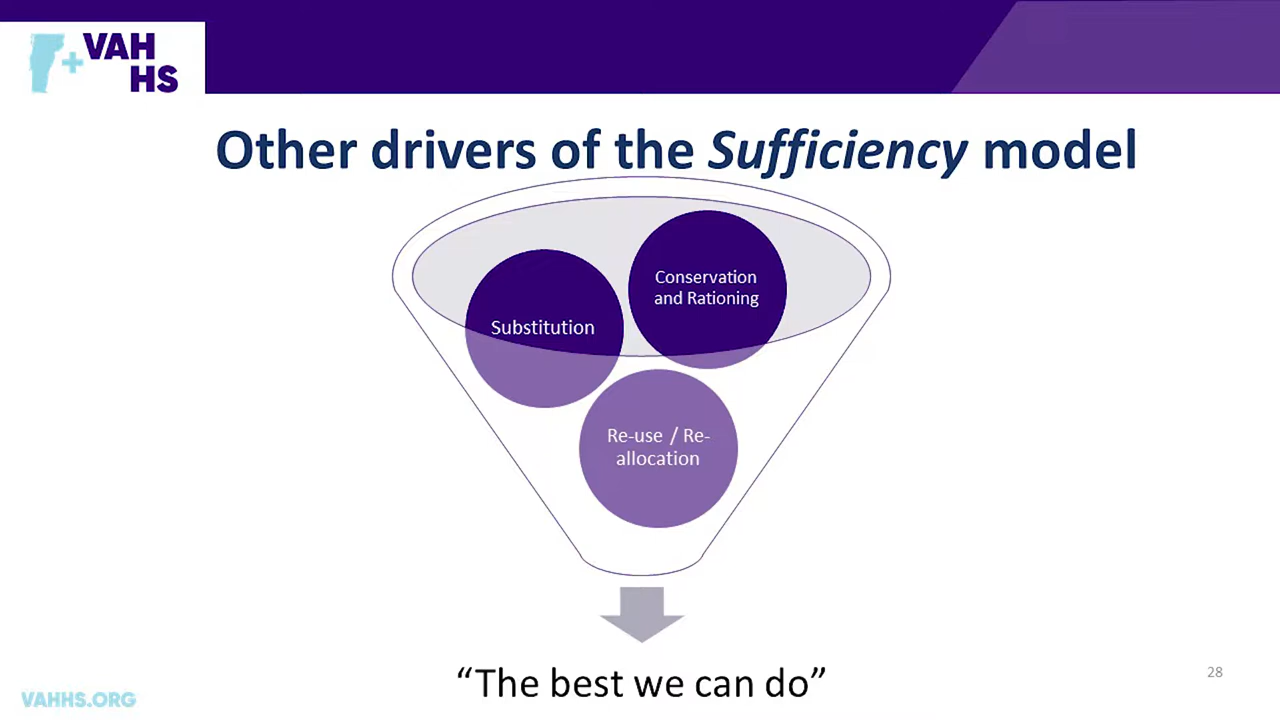 VAH
HS
Other drivers of the Sufficiency model
Conservation
and Rationing
Substitution
Re-use / Re-
allocation
“The best we can do”
28
VAHHS.ORG